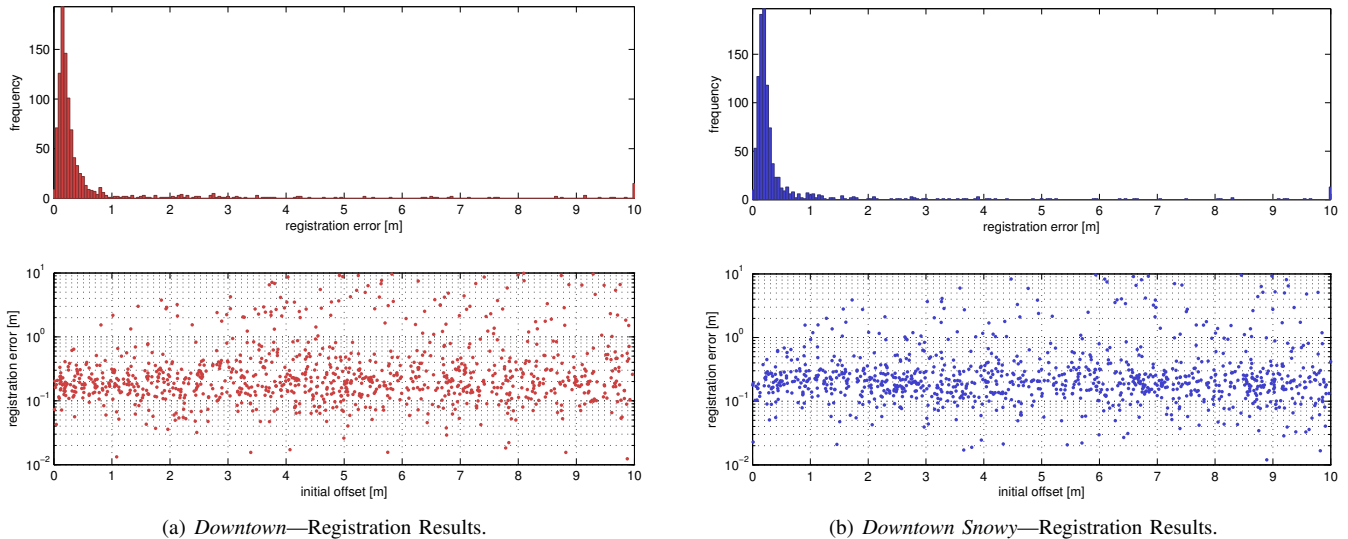 150
100
50
0
frequency
0 1 2 3 4 5 6 7 8 9 10
registration error [m]
150
100
50
0
frequency
0 1 2 3 4 5 6 7 8 9 10
registration error [m]
10^1
10^0
10^-1
10^-2
registration error [m]
0 1 2 3 4 5 6 7 8 9 10
initial offset [m]
10^1
10^0
10^-1
10^-2
registration error [m]
0 1 2 3 4 5 6 7 8 9 10
initial offset [m]
(a) Downtown—Registration Results.
(b) Downtown Snowy—Registration Results.